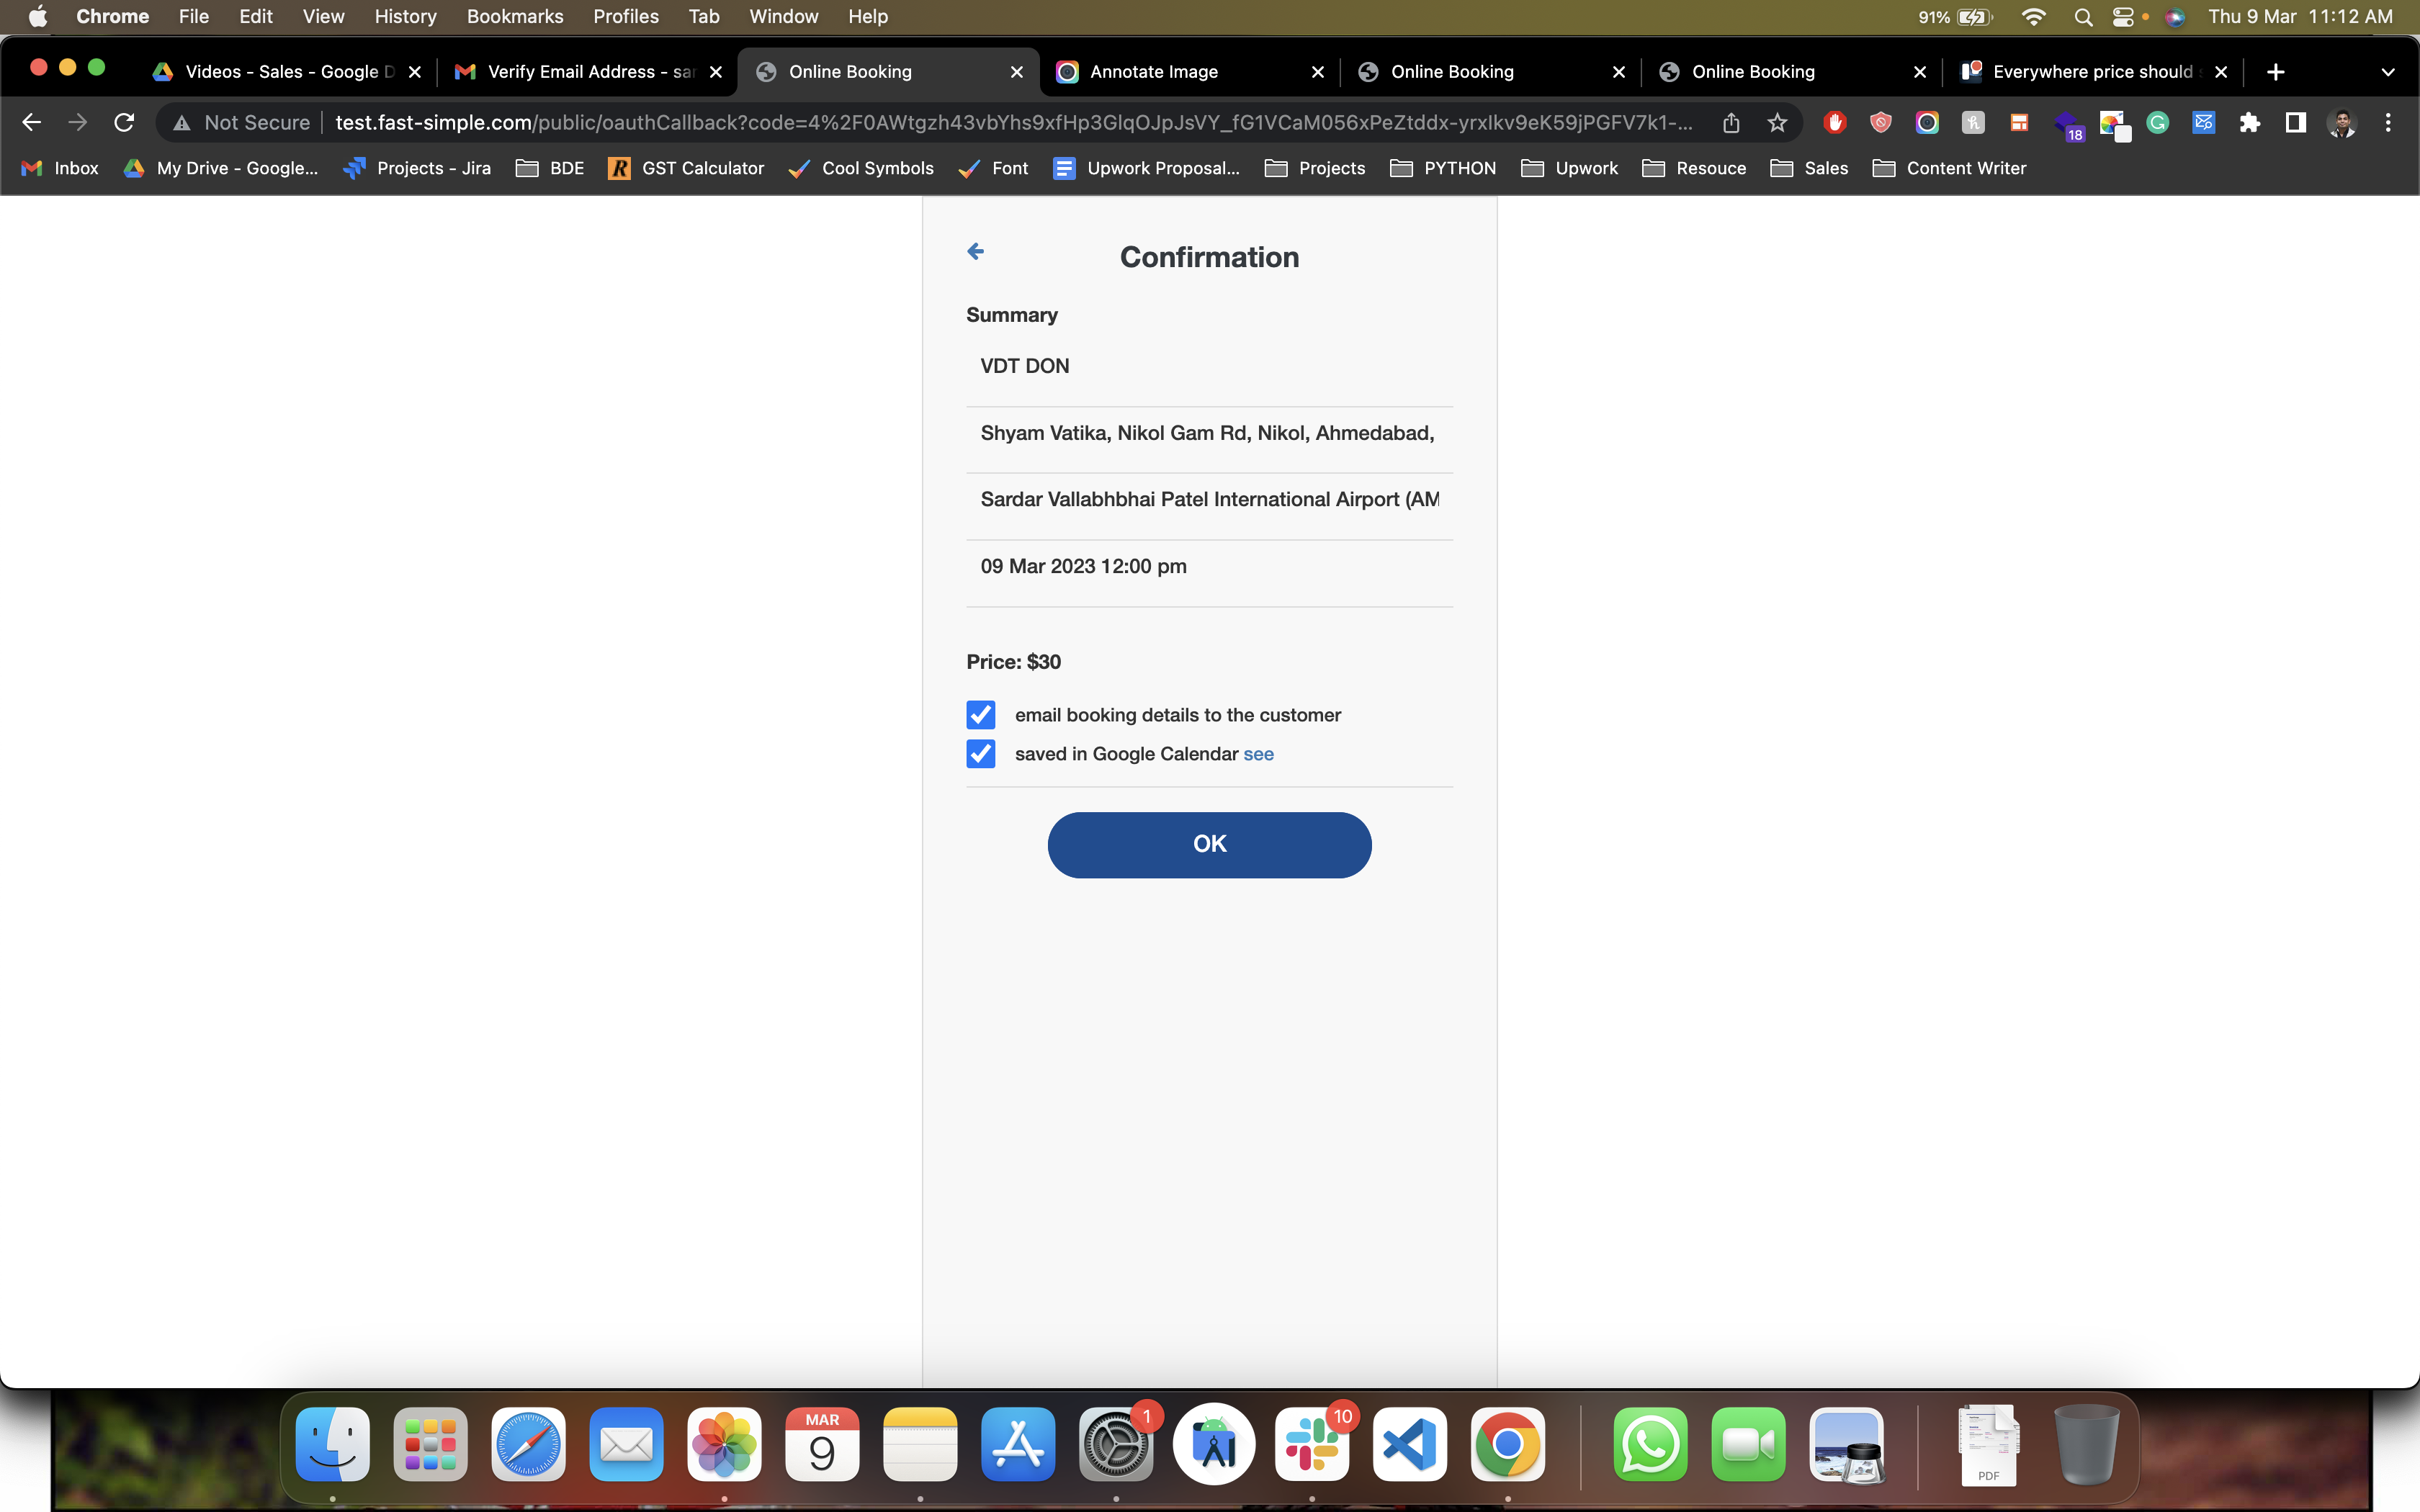 Chrome File Edit View History Bookmarks Profiles Tab Window Help 91% Thu 9 Mar 11:12 AM
Videos - Sales - Google D Verify Email Address - sar Online Booking Annotate Image Online Booking Online Booking Everywhere price should
Not Secure test.fast-simple.com/public/oauthCallback?code=4%2F0AWtgzh43vbYhs9xfHp3GlqOJpJsVY_fG1VCaM056xPeZtddx-yrxIkv9eK59jPGFV7k1-... 18
Inbox My Drive - Google... Projects - Jira BDE GST Calculator Cool Symbols Font Upwork Proposal... Projects PYTHON Upwork Resouce Sales Content Writer
Confirmation
Summary
VDT DON
Shyam Vatika, Nikol Gam Rd, Nikol, Ahmedabad,
Sardar Vallabhbhai Patel International Airport (AM
09 Mar 2023 12:00 pm
Price: $30
email booking details to the customer
saved in Google Calendar see
OK
MAR 1 10
9
PDF